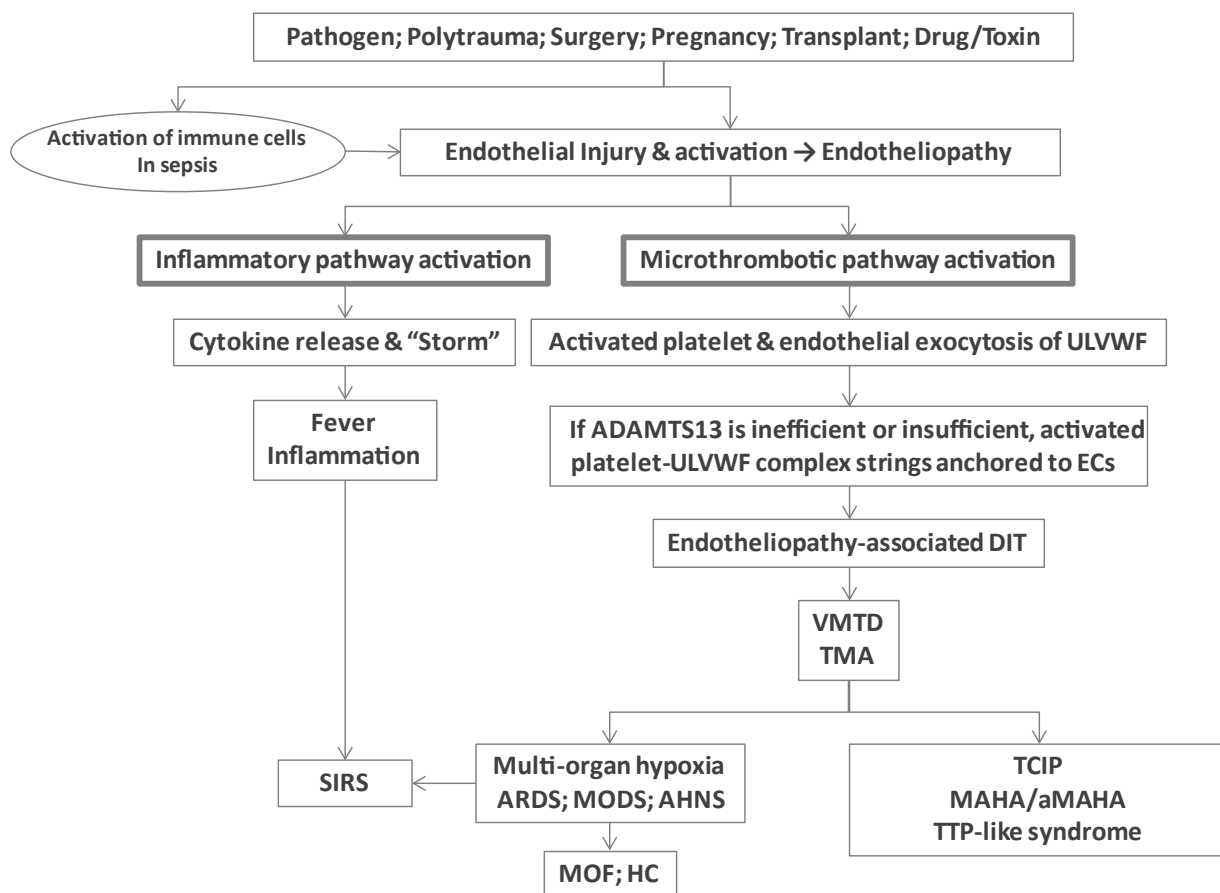 Pathogen; Polytrauma; Surgery; Pregnancy; Transplant; Drug/Toxin
Activation of immune cells
In sepsis
Endothelial Injury & activation → Endotheliopathy
Inflammatory pathway activation
Microthrombotic pathway activation
Cytokine release & “Storm”
Activated platelet & endothelial exocytosis of ULVWF
Fever
Inflammation
If ADAMTS13 is inefficient or insufficient, activated
platelet-ULVWF complex strings anchored to ECs
Endotheliopathy-associated DIT
VMTD
TMA
SIRS
Multi-organ hypoxia
ARDS; MODS; AHNS
TCIP
MAHA/aMAHA
TTP-like syndrome
MOF; HC